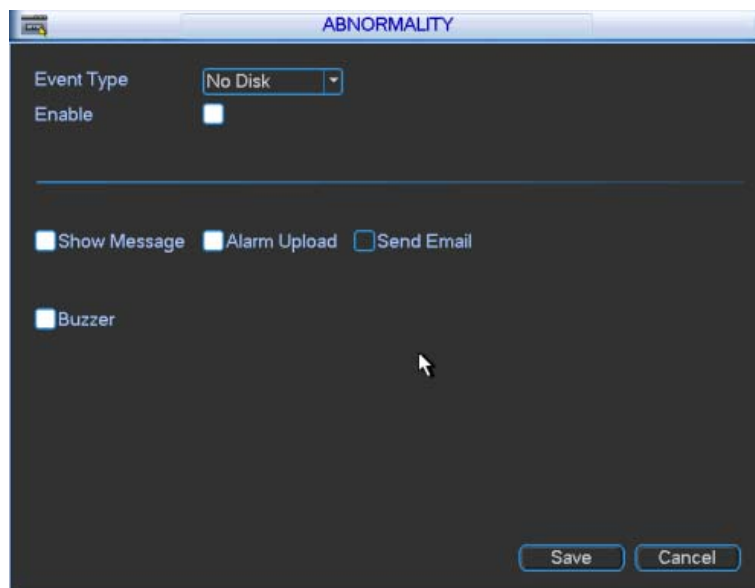 ABNORMALITY
Event Type No Disk
Enable
Show Message Alarm Upload Send Email
Buzzer
Save Cancel